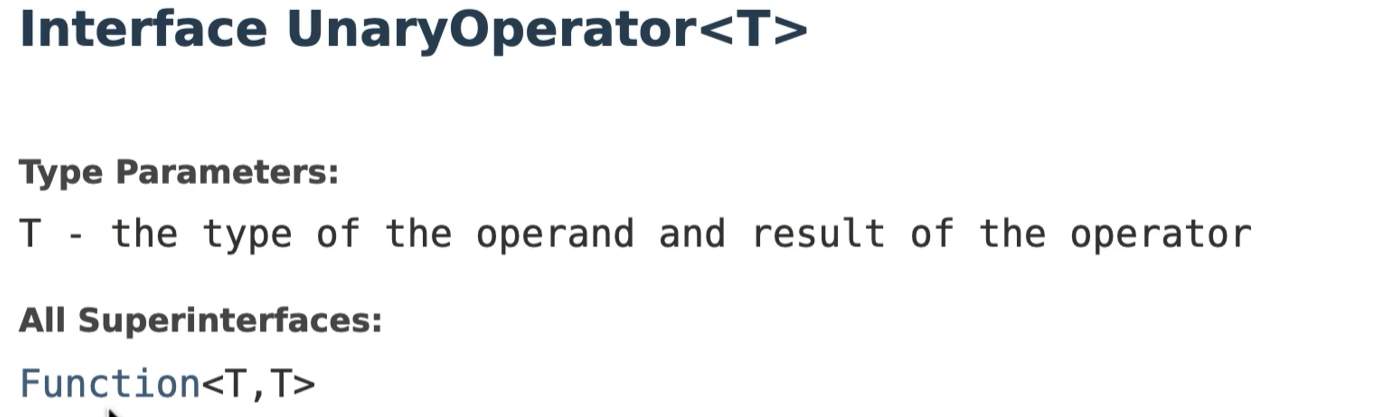 Interface UnaryOperator<T>
Type Parameters:
T - the type of the operand and result of the operator
All Superinterfaces:
Function<T,T>